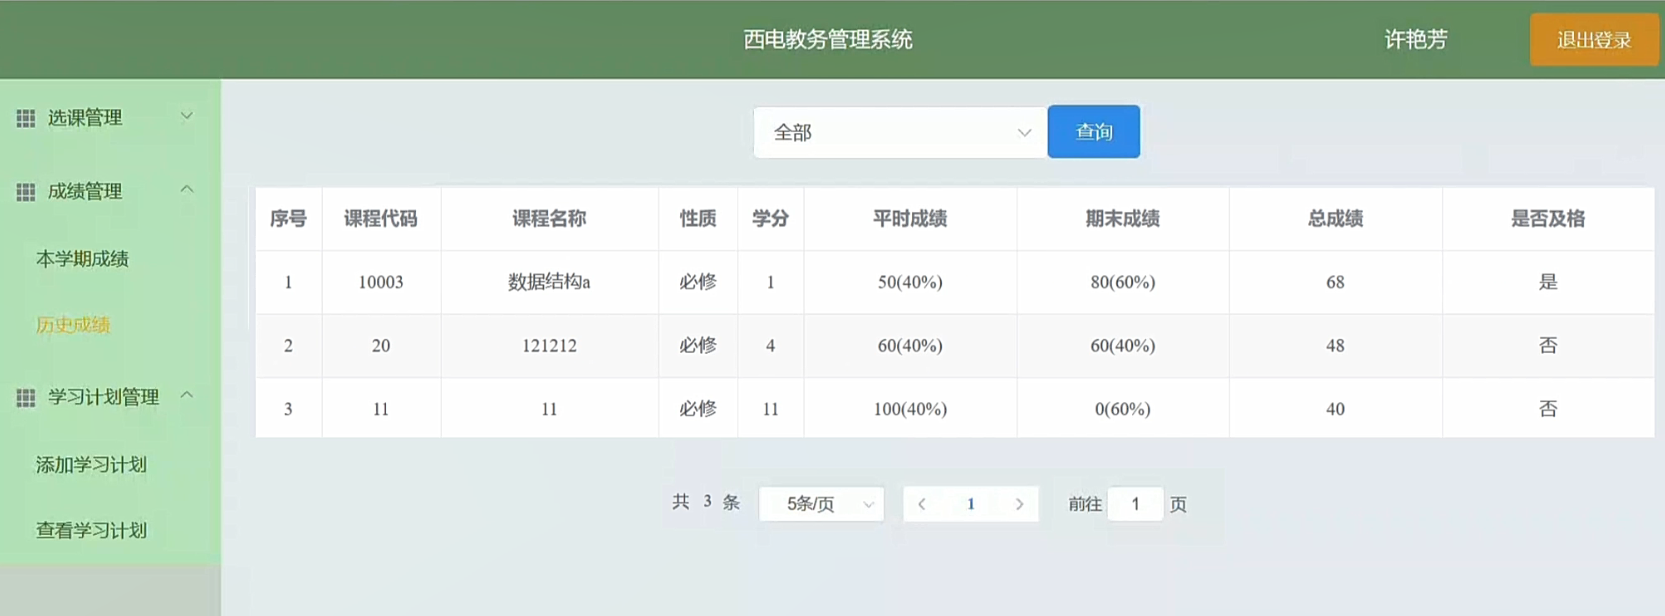 西电教务管理系统 许艳芳 退出登录
选课管理
成绩管理
本学期成绩
历史成绩
学习计划管理
添加学习计划
查看学习计划
全部 查询
序号 课程代码 课程名称 性质 学分 平时成绩 期末成绩 总成绩 是否及格
1 10003 数据结构a 必修 1 50(40%) 80(60%) 68 是
2 20 121212 必修 4 60(40%) 60(40%) 48 否
3 11 11 必修 11 100(40%) 0(60%) 40 否
共 3 条 5条/页 1 前往 1 页